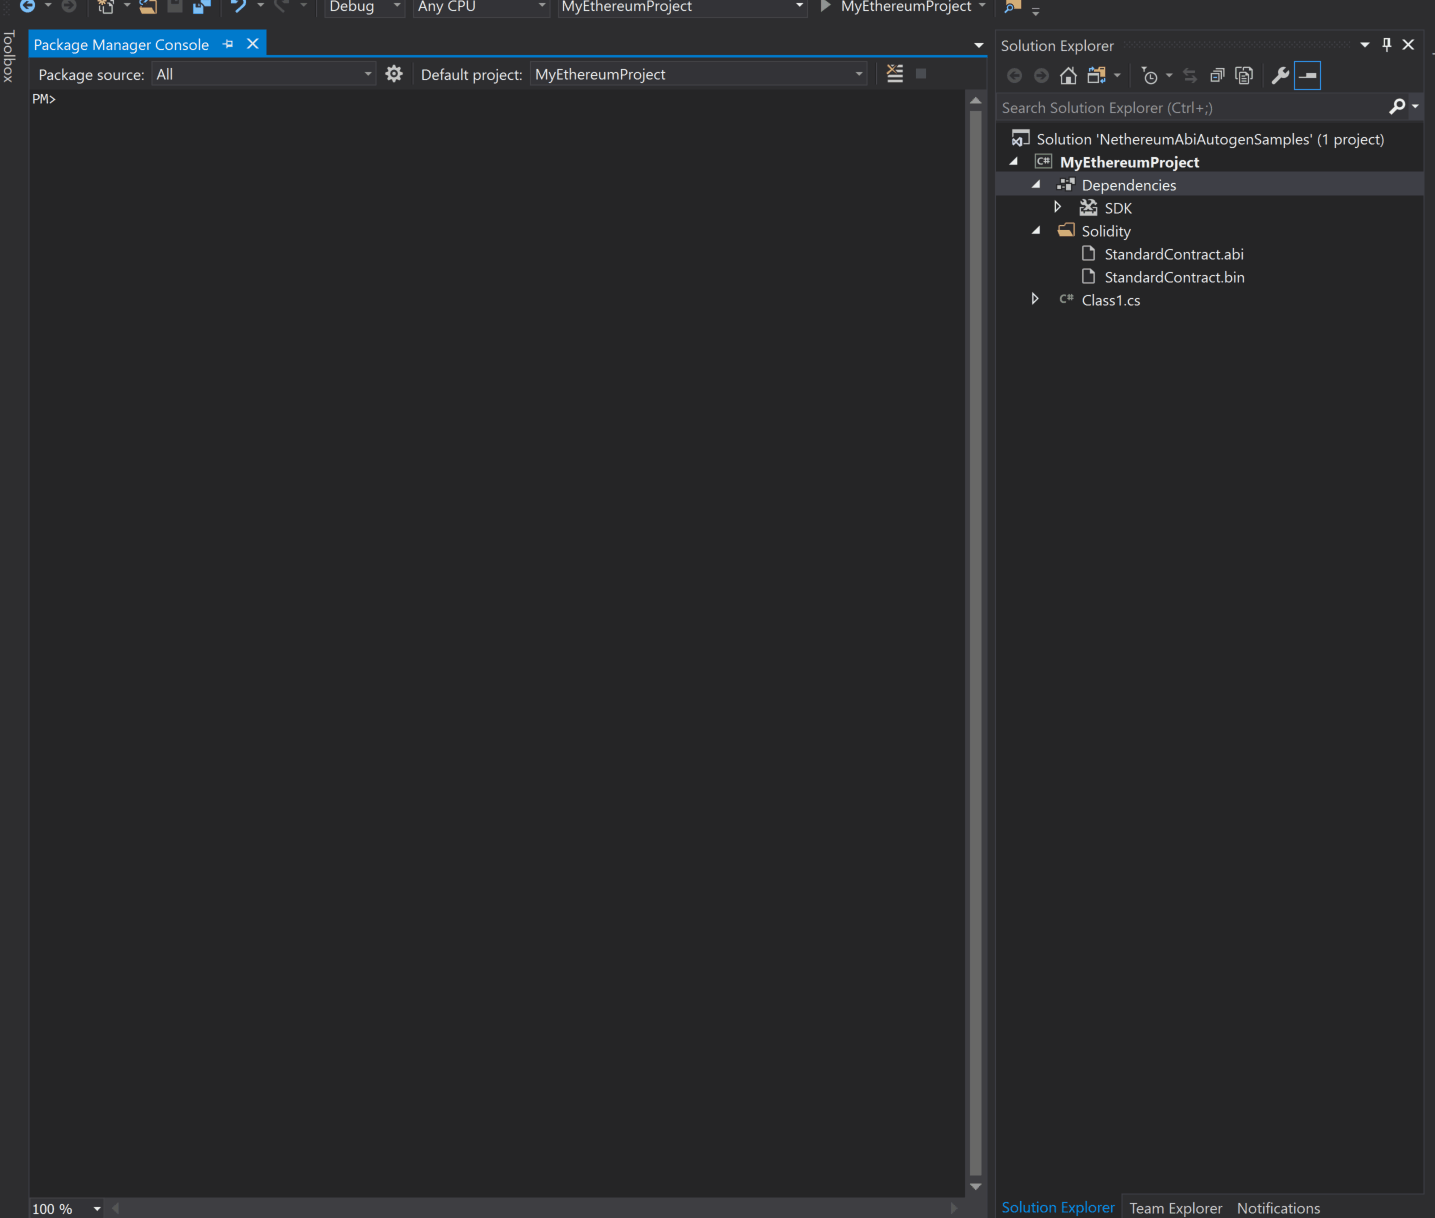 Debug
Any CPU
MyEthereumProject
MyEthereumProject
Toolbox
Package Manager Console
Package source: All
Default project: MyEthereumProject
PM>
100 %
Solution Explorer
Search Solution Explorer (Ctrl+;)
Solution 'NethereumAbiAutogenSamples' (1 project)
C# MyEthereumProject
Dependencies
SDK
Solidity
StandardContract.abi
StandardContract.bin
C# Class1.cs
Solution Explorer
Team Explorer
Notifications